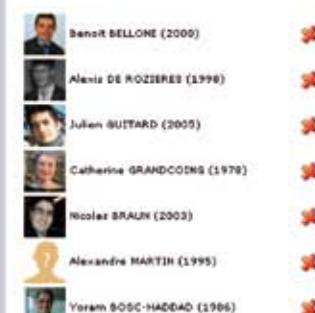 Benoit BELLONE (2000)
Alexis DE ROZIERES (1998)
Julien GUITARD (2005)
Catherine GRANDCOING (1978)
Nicolas BRAUN (2003)
Alexandre MARTIN (1995)
Yoram BOSC-HADDAD (1986)